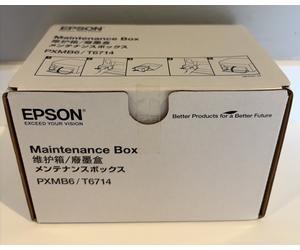 Maintenance Box
维护箱/廢墨盒
メンテナンスボックス
PXMB6/T6714
EPSON
EXCEED YOUR VISION
Better Products for a Better Future
Maintenance Box
维护箱/廢墨盒
メンテナンスボックス
PXMB6/T6714